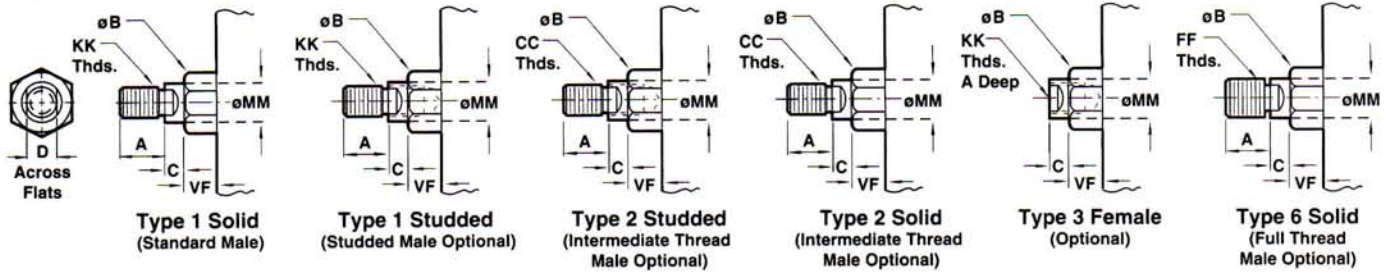 D
Across
Flats
øB
KK
Thds.
øMM
A
C
VF
Type 1 Solid
(Standard Male)
øB
KK
Thds.
øMM
A
C
VF
Type 1 Studded
(Studded Male Optional)
øB
CC
Thds.
øMM
A
C
VF
Type 2 Studded
(Intermediate Thread
Male Optional)
øB
CC
Thds.
øMM
A
C
VF
Type 2 Solid
(Intermediate Thread
Male Optional)
øB
KK
Thds.
A Deep
øMM
C
VF
Type 3 Female
(Optional)
øB
FF
Thds.
øMM
A
C
VF
Type 6 Solid
(Full Thread
Male Optional)